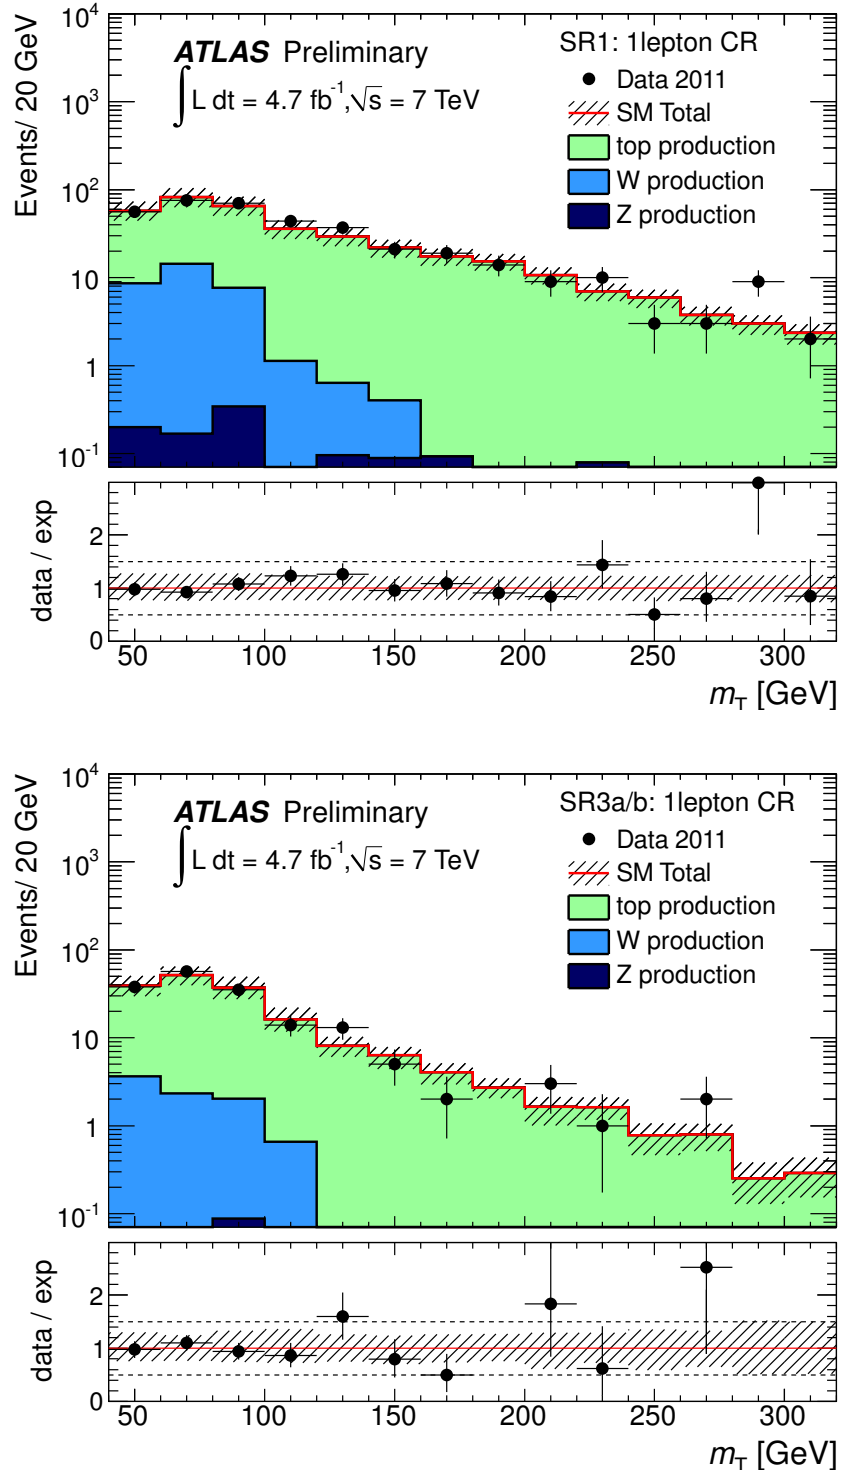 Events/ 20 GeV
10^4
10^3
10^2
10
1
10^-1
ATLAS Preliminary
∫ L dt = 4.7 fb^-1,√s = 7 TeV
SR1: 1lepton CR
Data 2011
SM Total
top production
W production
Z production
data / exp
2
1
0
50 100 150 200 250 300
m_T [GeV]
Events/ 20 GeV
10^4
10^3
10^2
10
1
10^-1
ATLAS Preliminary
∫ L dt = 4.7 fb^-1,√s = 7 TeV
SR3a/b: 1lepton CR
Data 2011
SM Total
top production
W production
Z production
data / exp
2
1
0
50 100 150 200 250 300
m_T [GeV]